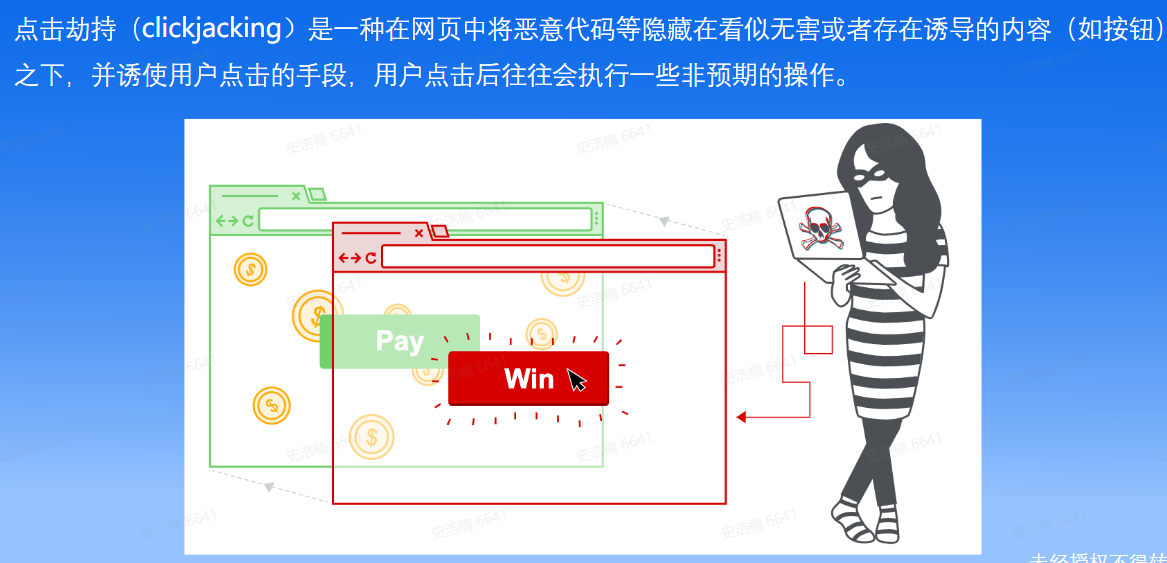 点击劫持（clickjacking）是一种在网页中将恶意代码等隐藏在看似无害或者存在诱导的内容（如按钮）
之下，并诱使用户点击的手段，用户点击后往往会执行一些非预期的操作。
史浩楠 6641
Pay
Win
未经授权不得转